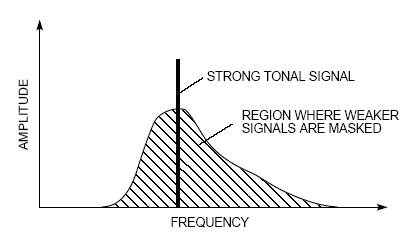 STRONG TONAL SIGNAL
REGION WHERE WEAKER
SIGNALS ARE MASKED
AMPLITUDE
FREQUENCY